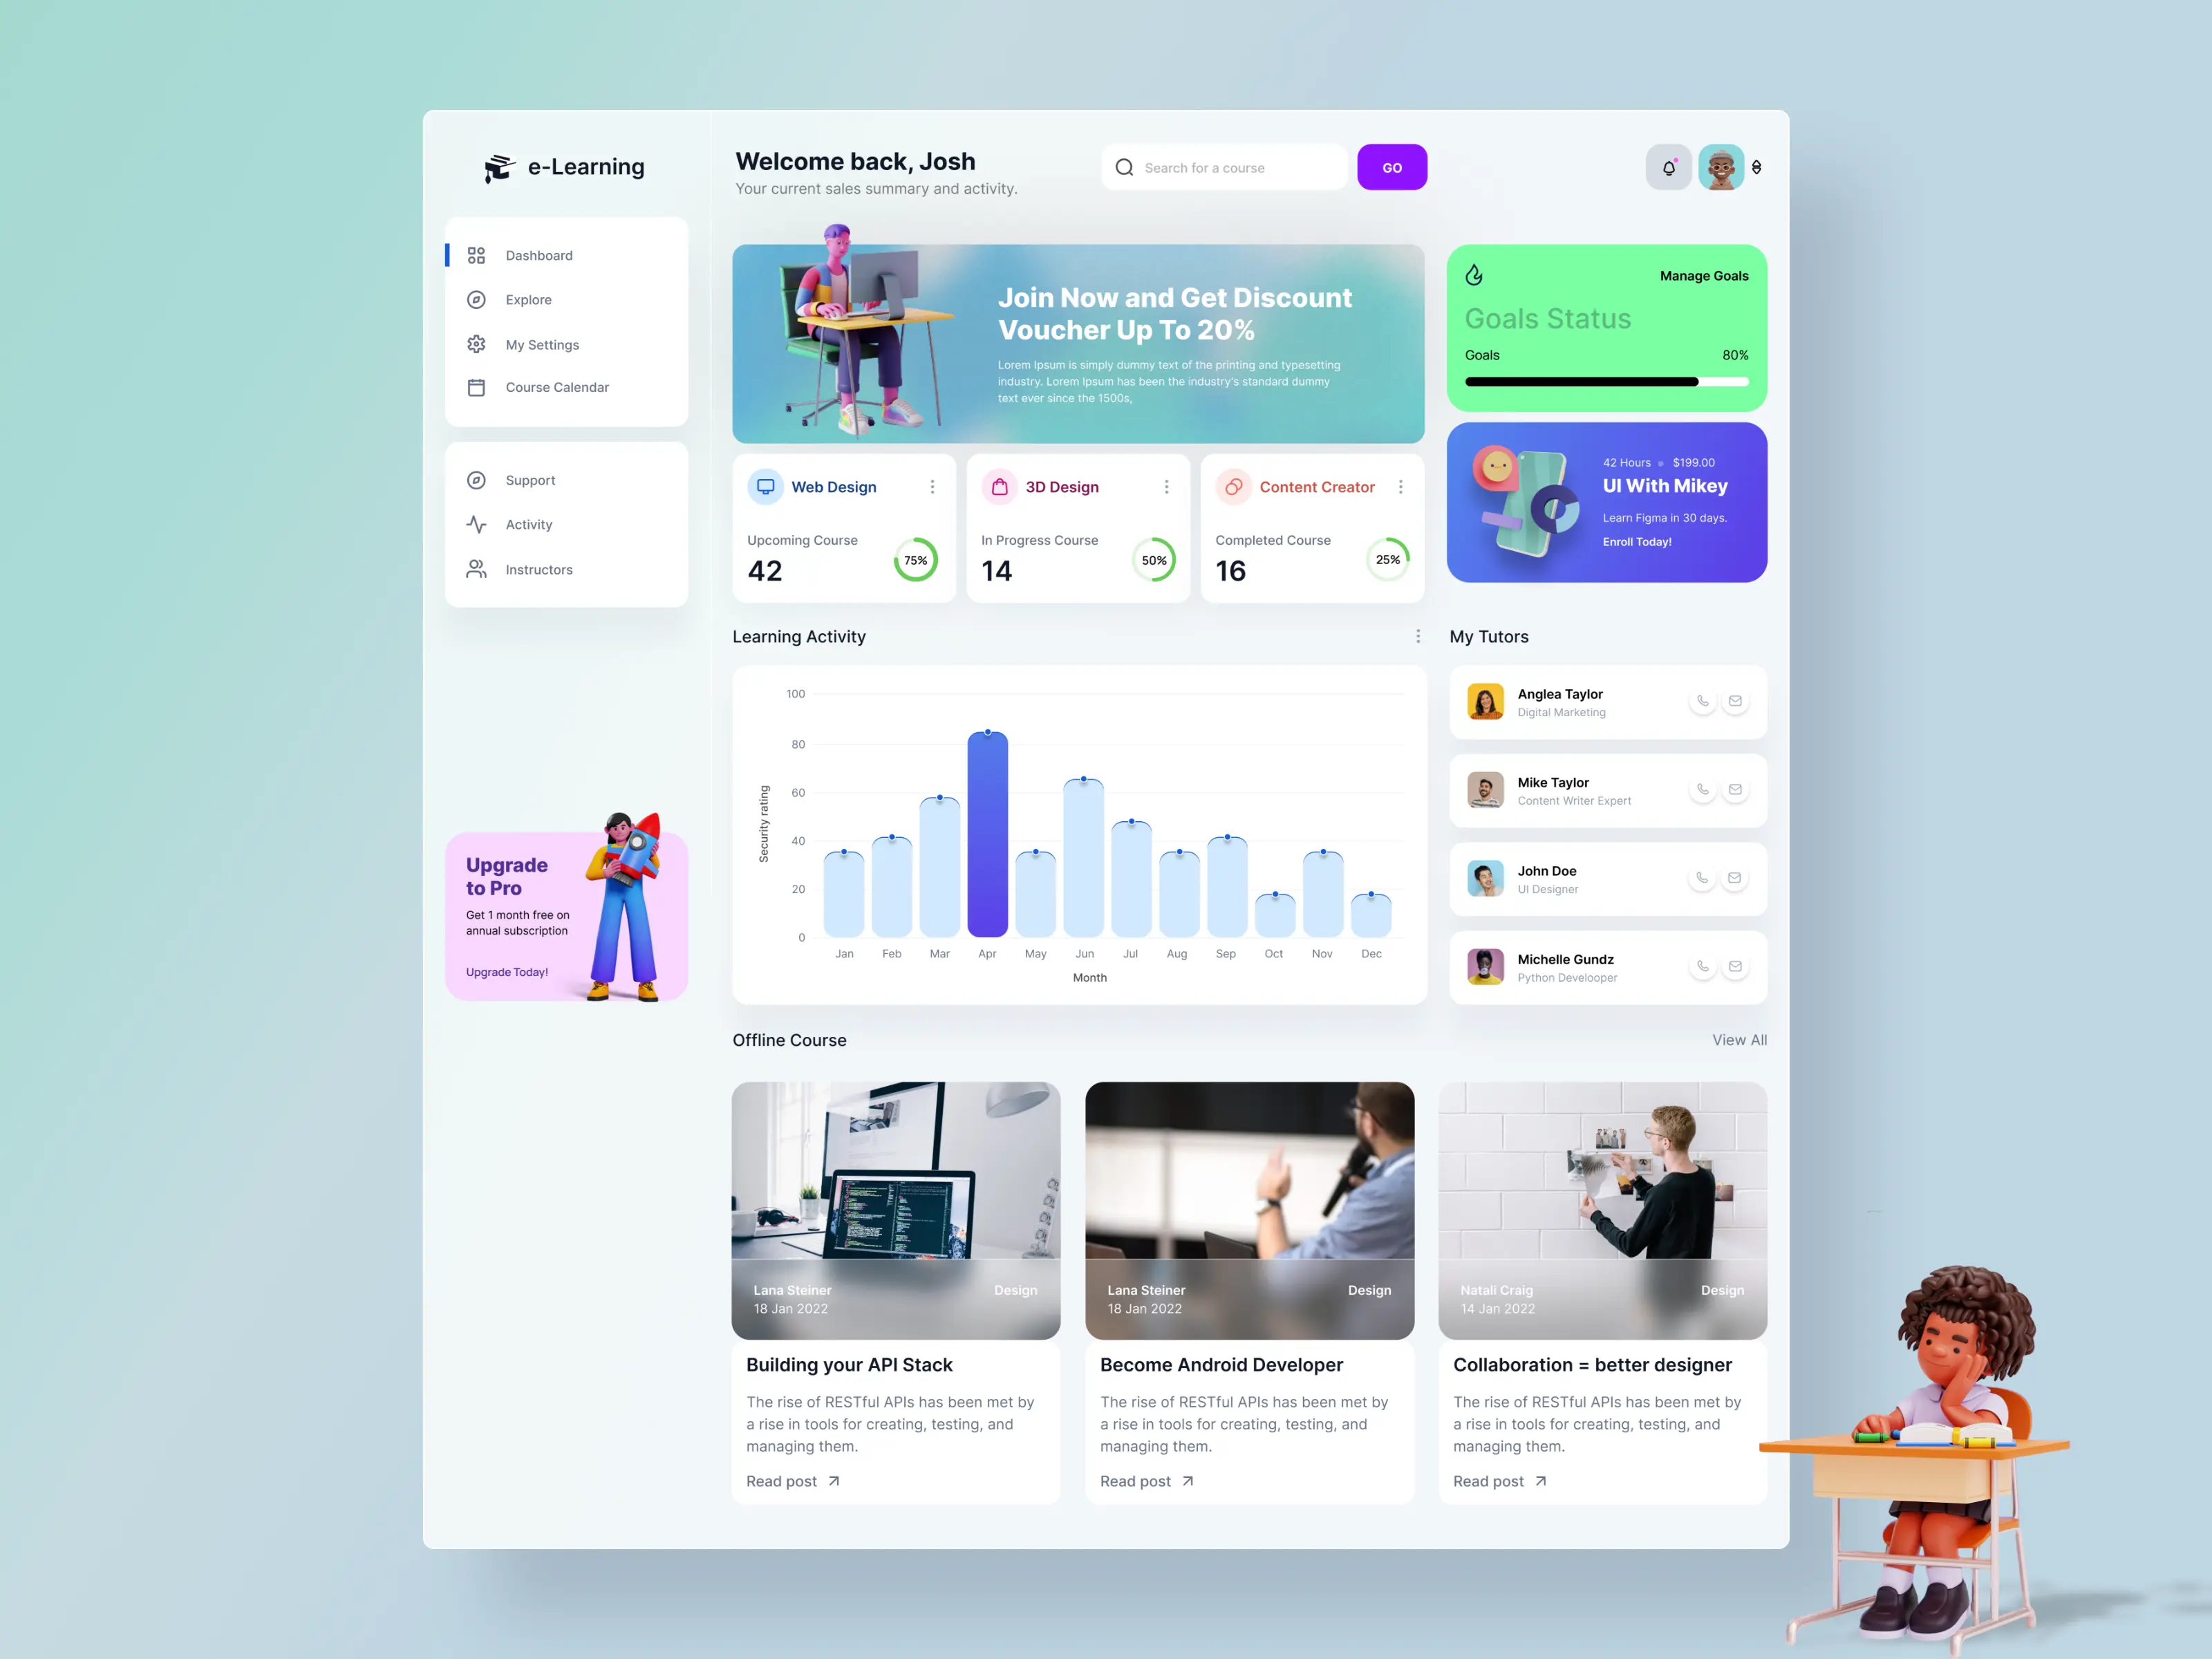 e-Learning
Dashboard
Explore
My Settings
Course Calendar
Support
Activity
Instructors
Upgrade
to Pro
Get 1 month free on
annual subscription
Upgrade Today!
Welcome back, Josh
Your current sales summary and activity.
Search for a course
GO
Join Now and Get Discount
Voucher Up To 20%
Lorem Ipsum is simply dummy text of the printing and typesetting
industry. Lorem Ipsum has been the industry's standard dummy
text ever since the 1500s,
Manage Goals
Goals Status
Goals 80%
42 Hours $199.00
UI With Mikey
Learn Figma in 30 days.
Enroll Today!
Web Design
Upcoming Course
42
75%
3D Design
In Progress Course
14
50%
Content Creator
Completed Course
16
25%
Learning Activity
Security rating
100
80
60
40
20
0
Jan Feb Mar Apr May Jun Jul Aug Sep Oct Nov Dec
Month
My Tutors
Anglea Taylor
Digital Marketing
Mike Taylor
Content Writer Expert
John Doe
UI Designer
Michelle Gundz
Python Develooper
Offline Course
View All
Lana Steiner Design
18 Jan 2022
Building your API Stack
The rise of RESTful APIs has been met by
a rise in tools for creating, testing, and
managing them.
Read post
Lana Steiner Design
18 Jan 2022
Become Android Developer
The rise of RESTful APIs has been met by
a rise in tools for creating, testing, and
managing them.
Read post
Natali Craig Design
14 Jan 2022
Collaboration = better designer
The rise of RESTful APIs has been met by
a rise in tools for creating, testing, and
managing them.
Read post